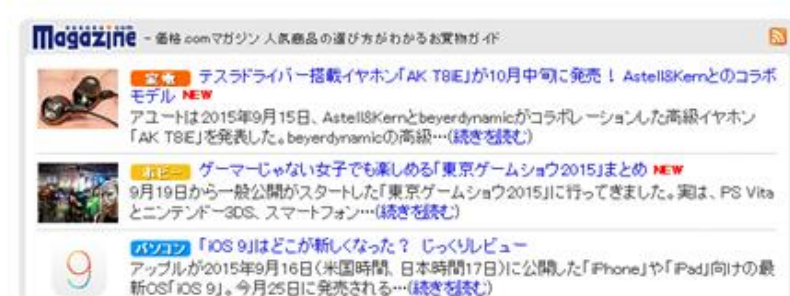 Magazine - 価格.comマガジン 人気商品の選び方がわかるお買物ガイド
家電 テスラドライバー搭載イヤホン「AK T8iE」が10月中旬に発売！ Astell&Kernとのコラボ
モデル NEW
アユートは2015年9月15日、Astell&Kernとbeyerdynamicがコラボレーションした高級イヤホン
「AK T8iE」を発表した。beyerdynamicの高級…(続きを読む)
ホビー ゲーマーじゃない女子でも楽しめる「東京ゲームショウ2015」まとめ NEW
9月19日から一般公開がスタートした「東京ゲームショウ2015」に行ってきました。実は、PS Vita
とニンテンドー3DS、スマートフォン…(続きを読む)
パソコン 「iOS 9」はどこが新しくなった？ じっくりレビュー
アップルが2015年9月16日(米国時間、日本時間17日)に公開した「iPhone」や「iPad」向けの最
新OS「iOS 9」。今月25日に発売される…(続きを読む)
9